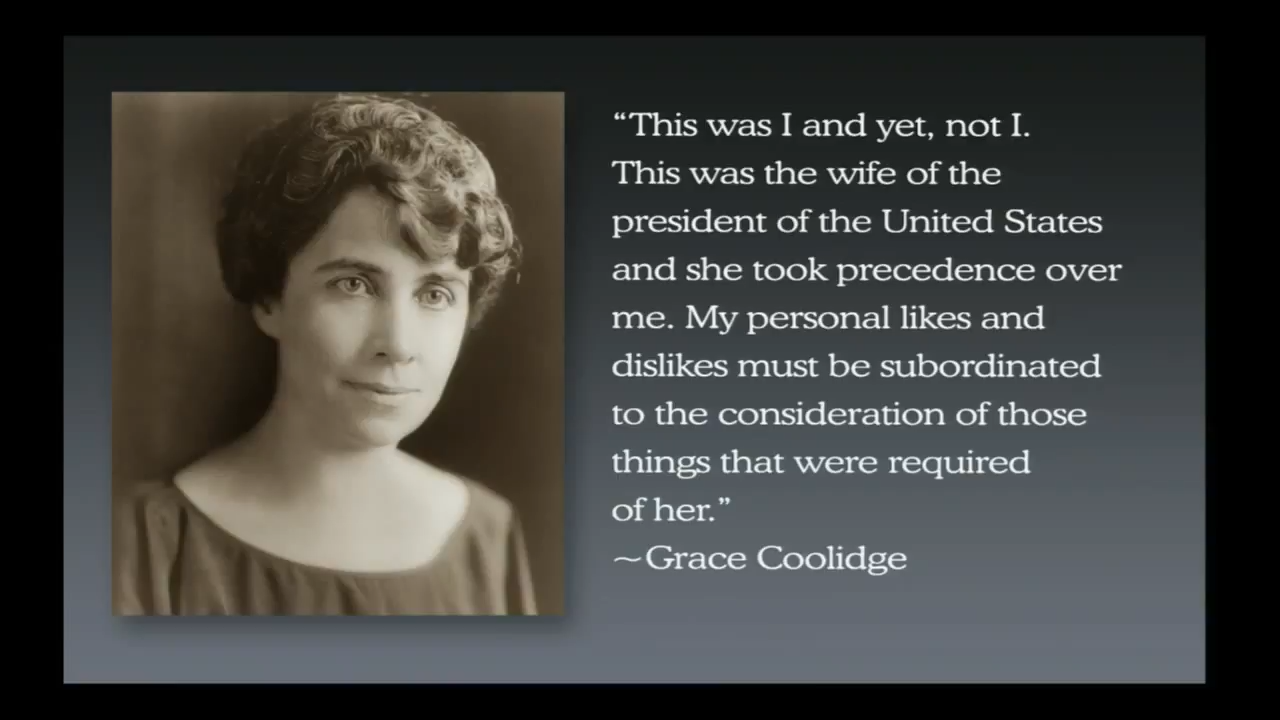 “This was I and yet, not I.
This was the wife of the
president of the United States
and she took precedence over
me. My personal likes and
dislikes must be subordinated
to the consideration of those
things that were required
of her.”
~Grace Coolidge